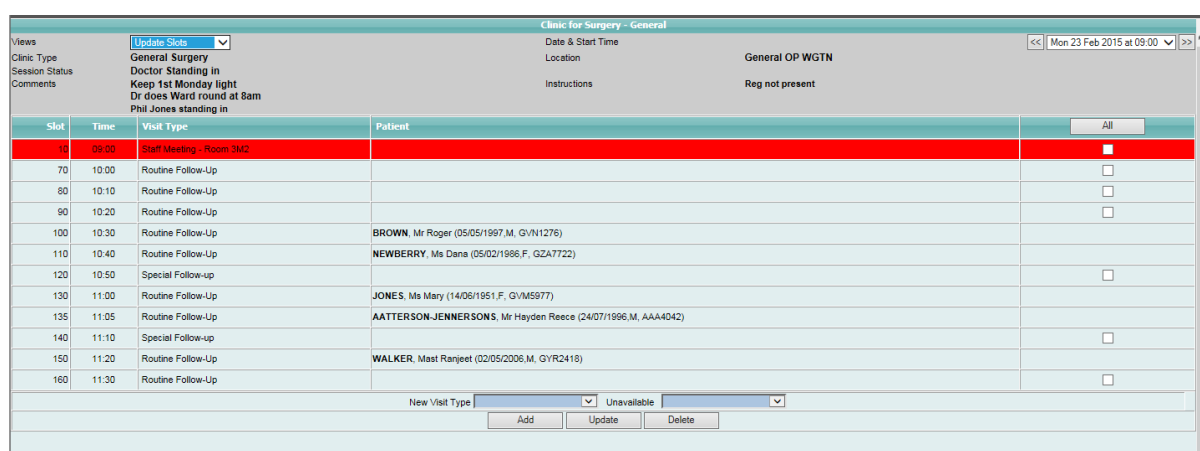 Clinic for Surgery - General
Views Update Slots Date & Start Time << Mon 23 Feb 2015 at 09:00 >>
Clinic Type General Surgery Location General OP WGTN
Session Status Doctor Standing in
Comments Keep 1st Monday light Instructions Reg not present
Dr does Ward round at 8am
Phil Jones standing in
Slot Time Visit Type Patient All
10 09:00 Staff Meeting - Room 3M2
70 10:00 Routine Follow-Up
80 10:10 Routine Follow-Up
90 10:20 Routine Follow-Up
100 10:30 Routine Follow-Up BROWN, Mr Roger (05/05/1997,M, GVN1276)
110 10:40 Routine Follow-Up NEWBERRY, Ms Dana (05/02/1986,F, GZA7722)
120 10:50 Special Follow-up
130 11:00 Routine Follow-Up JONES, Ms Mary (14/06/1951,F, GVM5977)
135 11:05 Routine Follow-Up AATTERSON-JENNERSONS, Mr Hayden Reece (24/07/1996,M, AAA4042)
140 11:10 Special Follow-up
150 11:20 Routine Follow-Up WALKER, Mast Ranjeet (02/05/2006,M, GYR2418)
160 11:30 Routine Follow-Up
New Visit Type Unavailable
Add Update Delete